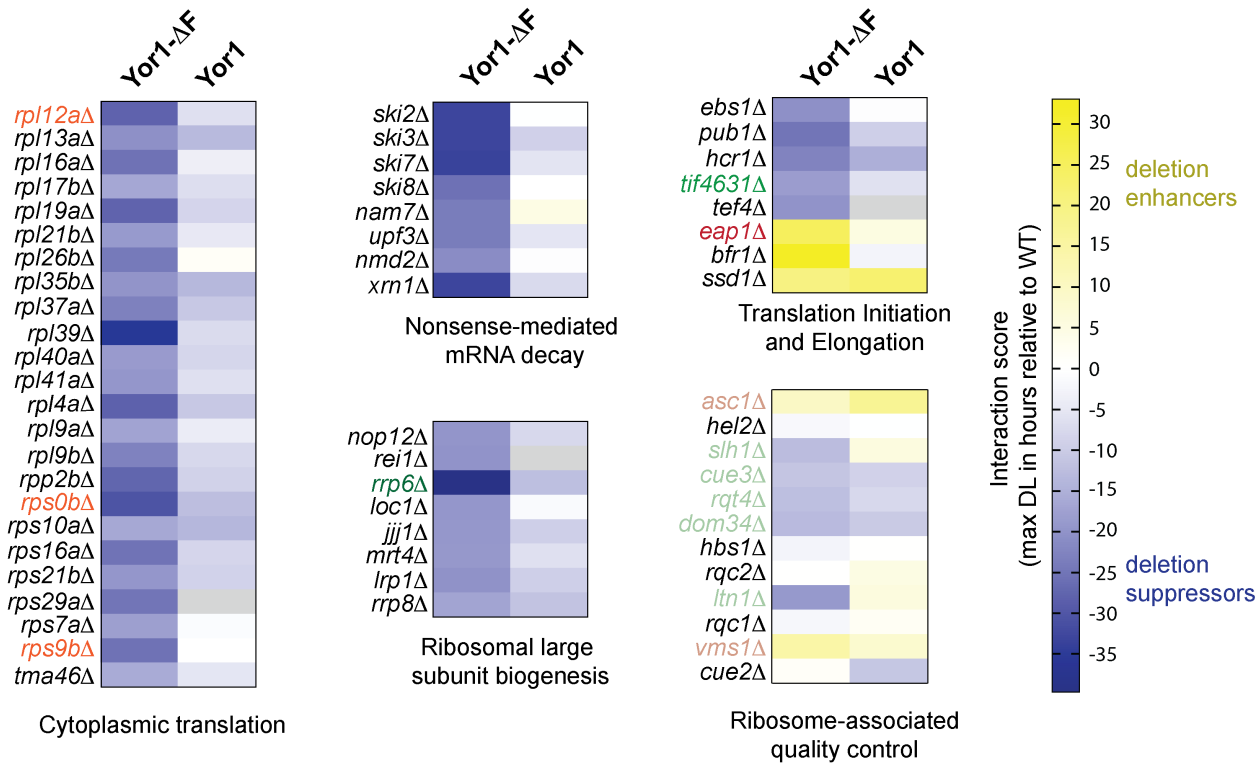 Yor1-ΔF
Yor1
rpl12aΔ
rpl13aΔ
rpl16aΔ
rpl17bΔ
rpl19aΔ
rpl21bΔ
rpl26bΔ
rpl35bΔ
rpl37aΔ
rpl39Δ
rpl40aΔ
rpl41aΔ
rpl4aΔ
rpl9aΔ
rpl9bΔ
rpp2bΔ
rps0bΔ
rps10aΔ
rps16aΔ
rps21bΔ
rps29aΔ
rps7aΔ
rps9bΔ
tma46Δ
Cytoplasmic translation
Yor1-ΔF
Yor1
ski2Δ
ski3Δ
ski7Δ
ski8Δ
nam7Δ
upf3Δ
nmd2Δ
xrn1Δ
Nonsense-mediated
mRNA decay
nop12Δ
rei1Δ
rrp6Δ
loc1Δ
jjj1Δ
mrt4Δ
lrp1Δ
rrp8Δ
Ribosomal large
subunit biogenesis
Yor1-ΔF
Yor1
ebs1Δ
pub1Δ
hcr1Δ
tif4631Δ
tef4Δ
eap1Δ
bfr1Δ
ssd1Δ
Translation Initiation
and Elongation
asc1Δ
hel2Δ
slh1Δ
cue3Δ
rqt4Δ
dom34Δ
hbs1Δ
rqc2Δ
ltn1Δ
rqc1Δ
vms1Δ
cue2Δ
Ribosome-associated
quality control
Interaction score
(max DL in hours relative to WT)
30
25
20
15
10
5
0
-5
-10
-15
-20
-25
-30
-35
deletion
enhancers
deletion
suppressors